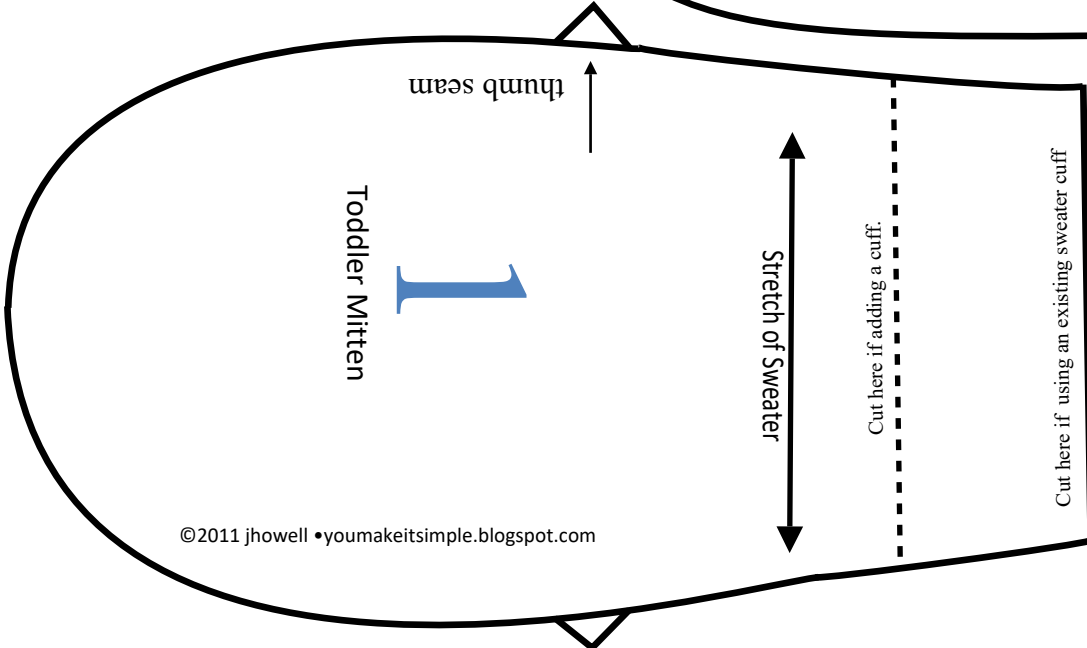 thumb seam
Toddler Mitten
1
Stretch of Sweater
Cut here if adding a cuff.
Cut here if  using an existing sweater cuff
©2011 jhowell •youmakeitsimple.blogspot.com